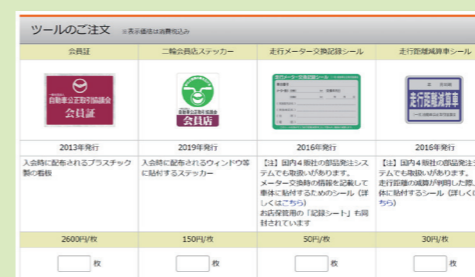 ツールのご注文 ※表示価格は消費税込み
会員証
二輪会員店ステッカー
走行メーター交換記録シール
走行距離減算車シール
自動車公正取引協議会
会員証
会員店
走行メーター交換記録シール
走行距離減算車
2013年発行
2019年発行
2016年発行
2016年発行
入会時に配布されるプラスチック
製の看板
入会時に配布されるウィンドウ等
に貼付するステッカー
【注】国内4輪社の部品発注シス
テムでも取扱いがあります。
メーター交換時の情報を記載して
車体に貼付するためのシール（詳
しくはこちら）
お店保管用の「記録シート」も同
封されています
【注】国内4輪社の部品発注シ
テムでも取扱いがあります。
走行距離の減算が判明した際、
体に貼付するシール（詳しくは
ちら）
2600円/枚
150円/枚
50円/枚
30円/枚
枚
枚
枚
枚